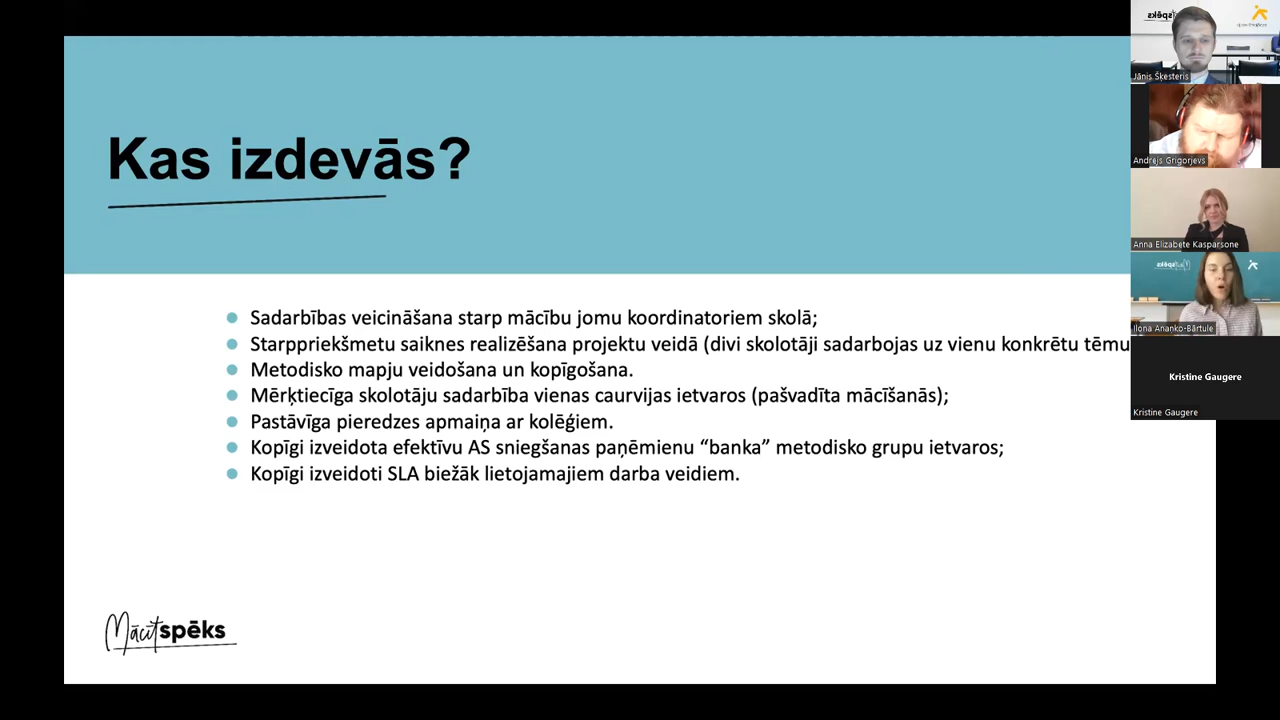 Kas izdevās?
Sadarbības veicināšana starp mācību jomu koordinatoriem skolā;
Starppriekšmetu saiknes realizēšana projektu veidā (divi skolotāji sadarbojas uz vienu konkrētu tēmu
Metodisko mapju veidošana un kopīgošana.
Mērķtiecīga skolotāju sadarbība vienas caurvijas ietvaros (pašvadīta mācīšanās);
Pastāvīga pieredzes apmaiņa ar kolēģiem.
Kopīgi izveidota efektīvu AS sniegšanas paņēmienu “banka” metodisko grupu ietvaros;
Kopīgi izveidoti SLA biežāk lietojamajiem darba veidiem.
Mācītspēks
Jānis Šķesteris
Andrejs Grigorjevs
Anna Elizabete Kasparsone
Ilona Ananko-Bārtule
Kristine Gaugere
Kristine Gaugere